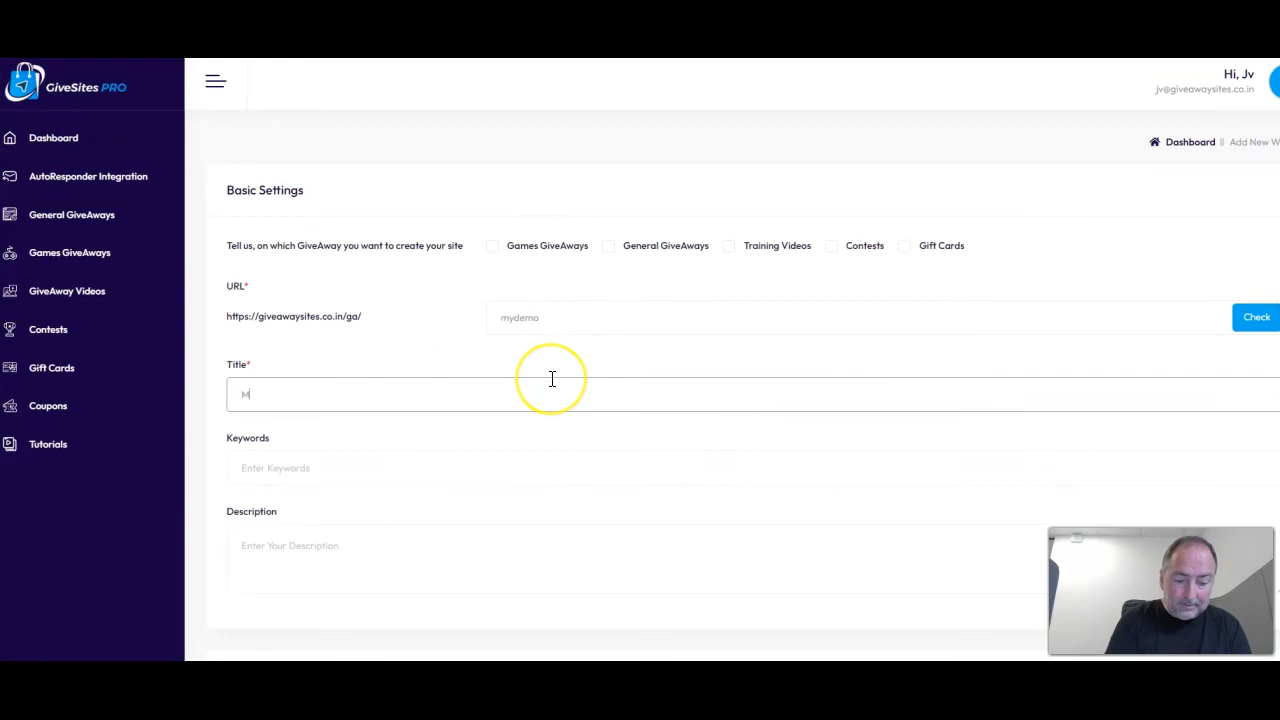 GiveSites PRO
Hi, Jv
jv@giveawaysites.co.in
Dashboard
AutoResponder Integration
General GiveAways
Games GiveAways
GiveAway Videos
Contests
Gift Cards
Coupons
Tutorials
Dashboard || Add New W
Basic Settings
Tell us, on which GiveAway you want to create your site
Games GiveAways
General GiveAways
Training Videos
Contests
Gift Cards
URL*
https://giveawaysites.co.in/ga/
mydemo
Check
Title*
M
Keywords
Enter Keywords
Description
Enter Your Description